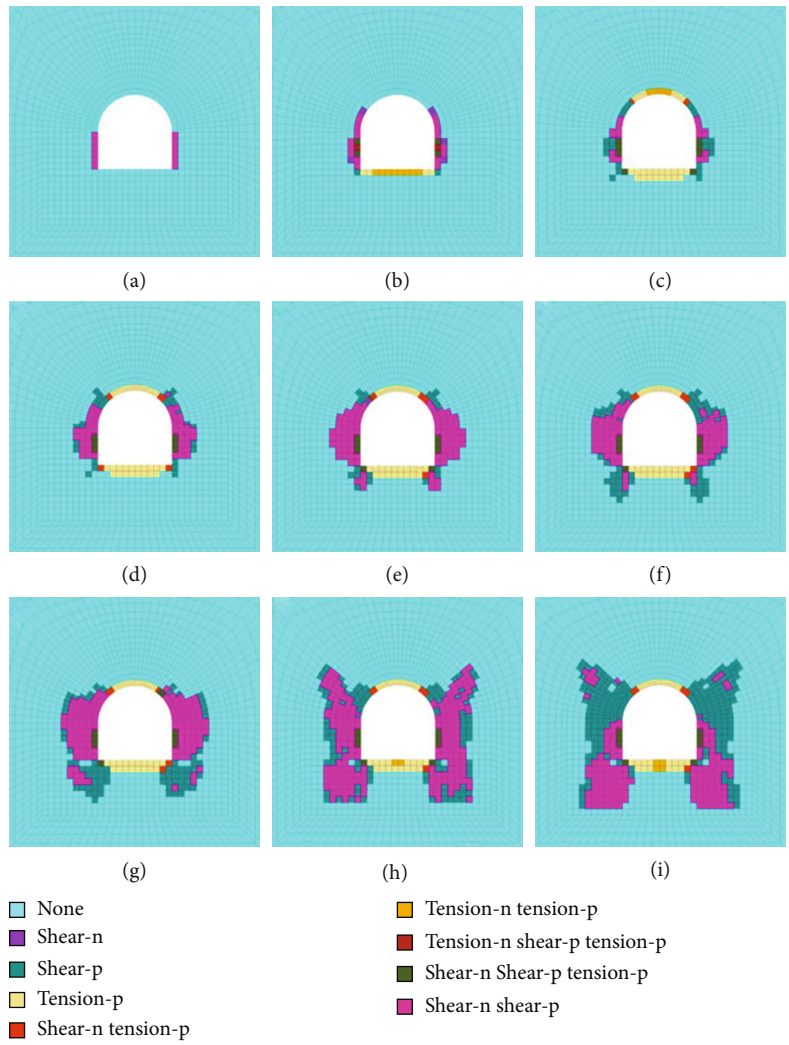 (a)
(b)
(c)
(d)
(e)
(f)
(g)
(h)
(i)
None
Shear-n
Shear-p
Tension-p
Shear-n tension-p
Tension-n tension-p
Tension-n shear-p tension-p
Shear-n Shear-p tension-p
Shear-n shear-p